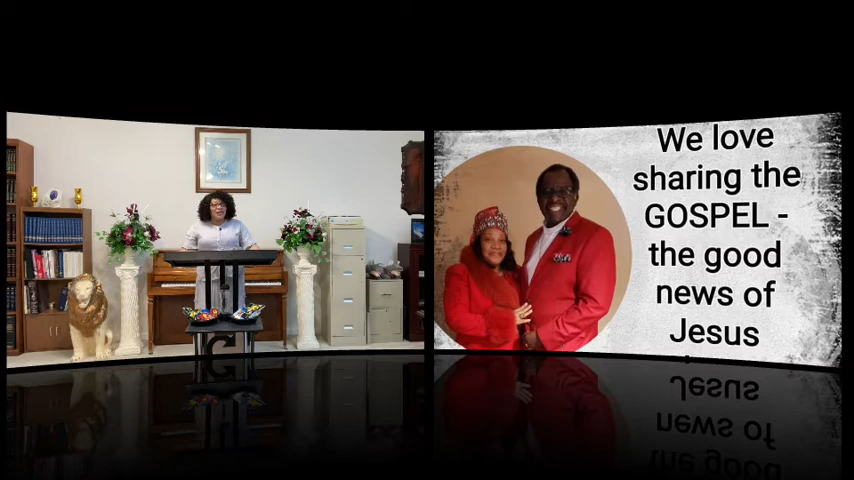 We love
sharing the
GOSPEL -
the good
news of
Jesus